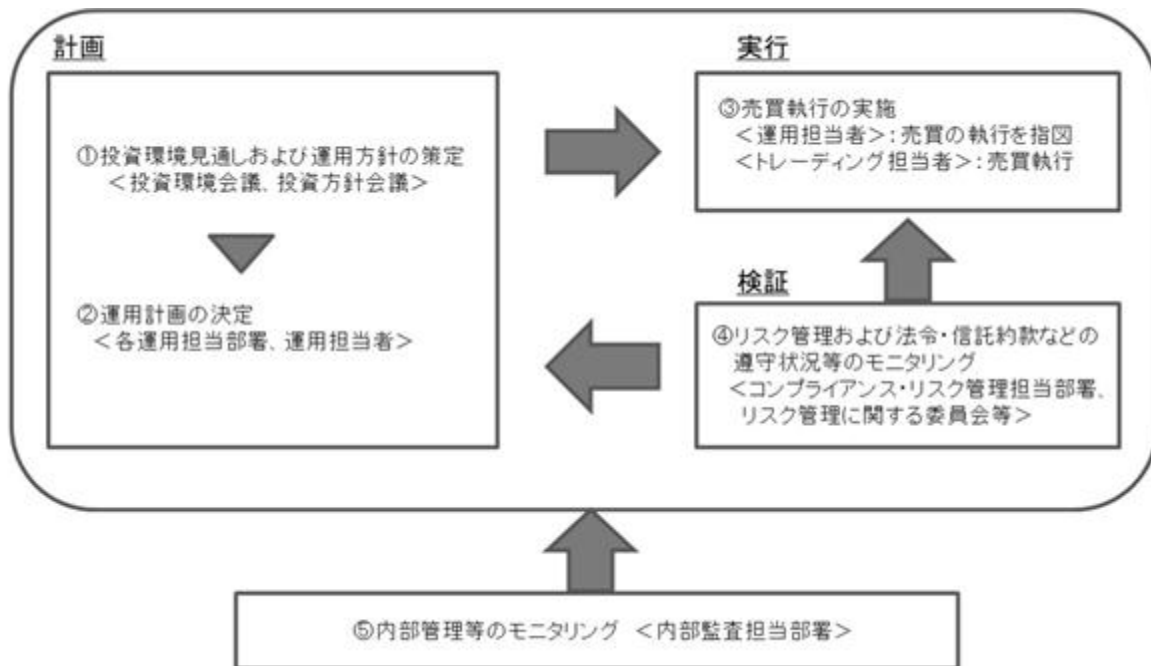 計画
①投資環境見通しおよび運用方針の策定
＜投資環境会議、投資方針会議＞
②運用計画の決定
＜各運用担当部署、運用担当者＞
実行
③売買執行の実施
＜運用担当者＞：売買の執行を指図
＜トレーディング担当者＞：売買執行
検証
④リスク管理および法令・信託約款などの
遵守状況等のモニタリング
＜コンプライアンス・リスク管理担当部署、
リスク管理に関する委員会等＞
⑤内部管理等のモニタリング ＜内部監査担当部署＞